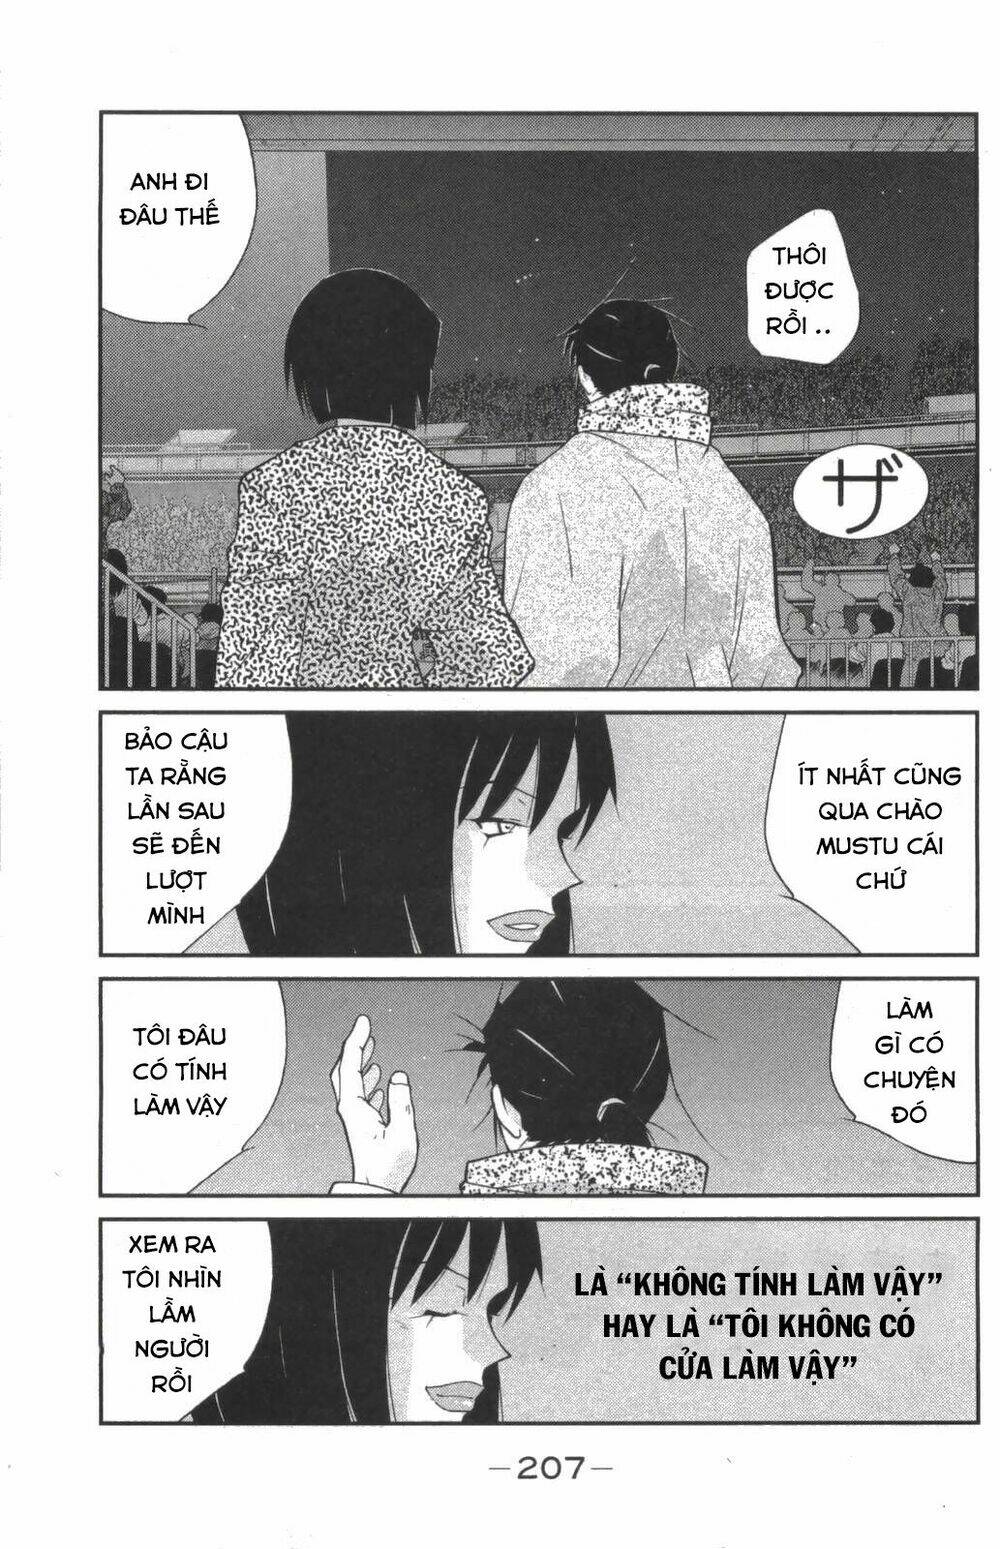 THÔI
ĐƯỢC
RỒI ..
ANH ĐI
ĐÂU THẾ
ザ
ÍT NHẤT CŨNG
QUA CHÀO
MUSTU CÁI
CHỨ
BẢO CẬU
TA RẰNG
LẦN SAU
SẼ ĐẾN
LƯỢT
MÌNH
LÀM
GÌ CÓ
CHUYỆN
ĐÓ
TÔI ĐÂU
CÓ TÍNH
LÀM VẬY
LÀ “KHÔNG TÍNH LÀM VẬY”
HAY LÀ “TÔI KHÔNG CÓ
CỬA LÀM VẬY”
XEM RA
TÔI NHÌN
LẦM
NGƯỜI
RỒI
—207—